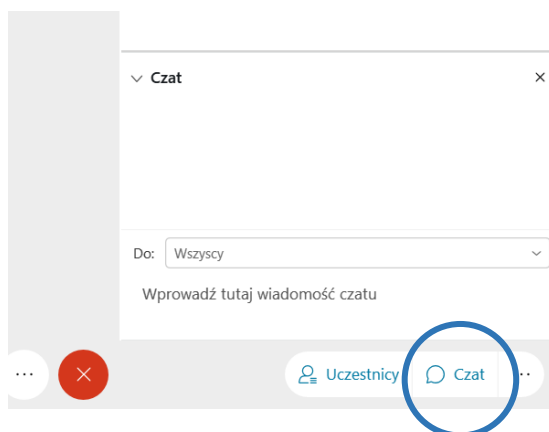 Czat
Do: Wszyscy
Wprowadź tutaj wiadomość czatu
Uczestnicy Czat